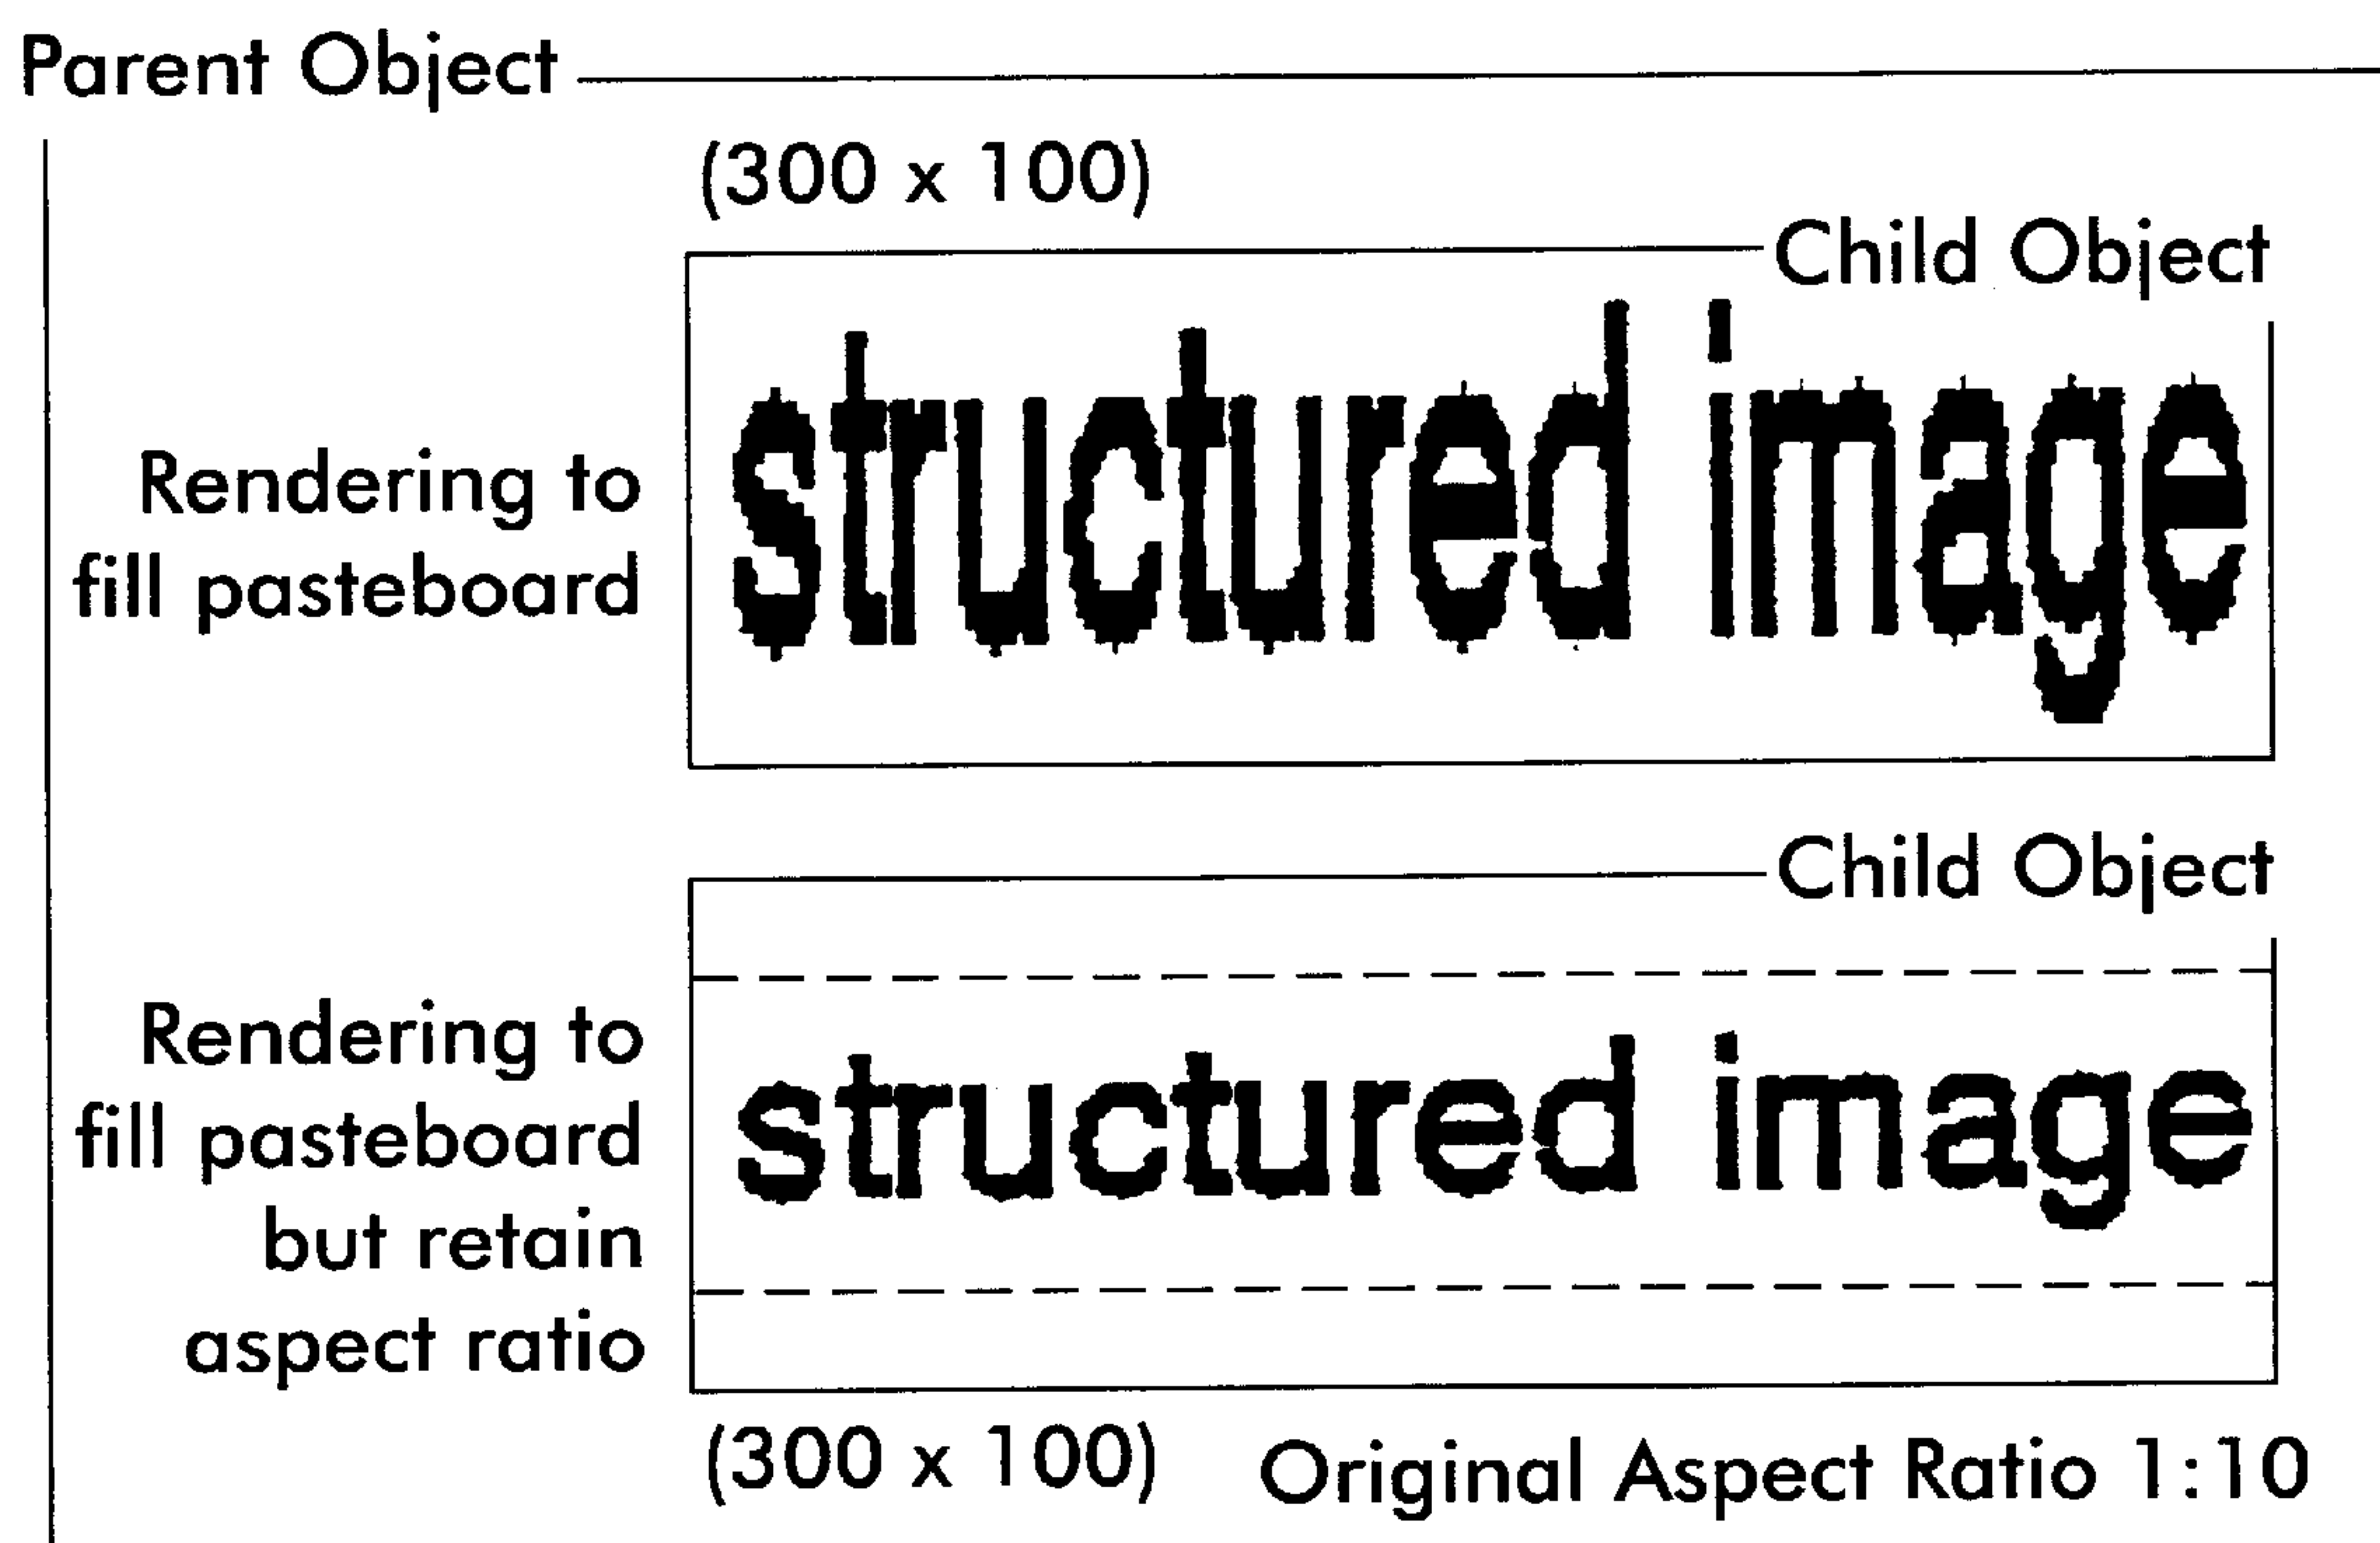 Parent Object
(300 x 100)
Child Object
structured image
Rendering to
fill pasteboard
Child Object
structured image
Rendering to
fill pasteboard
but retain
aspect ratio
(300 x 100) Original Aspect Ratio 1:10